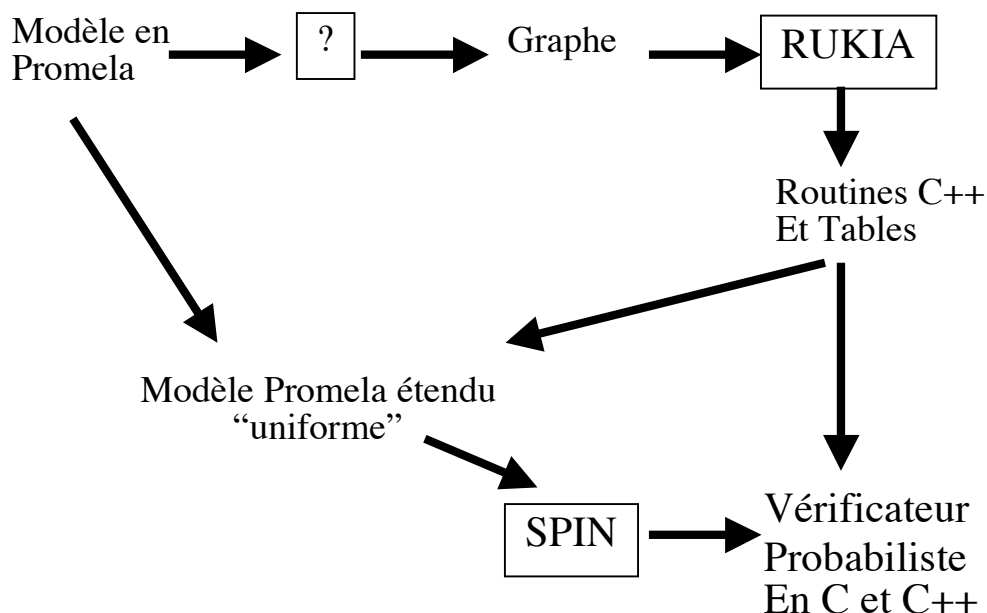 Modèle en
Promela
?
Graphe
RUKIA
Routines C++
Et Tables
Modèle Promela étendu
“uniforme”
SPIN
Vérificateur
Probabiliste
En C et C++